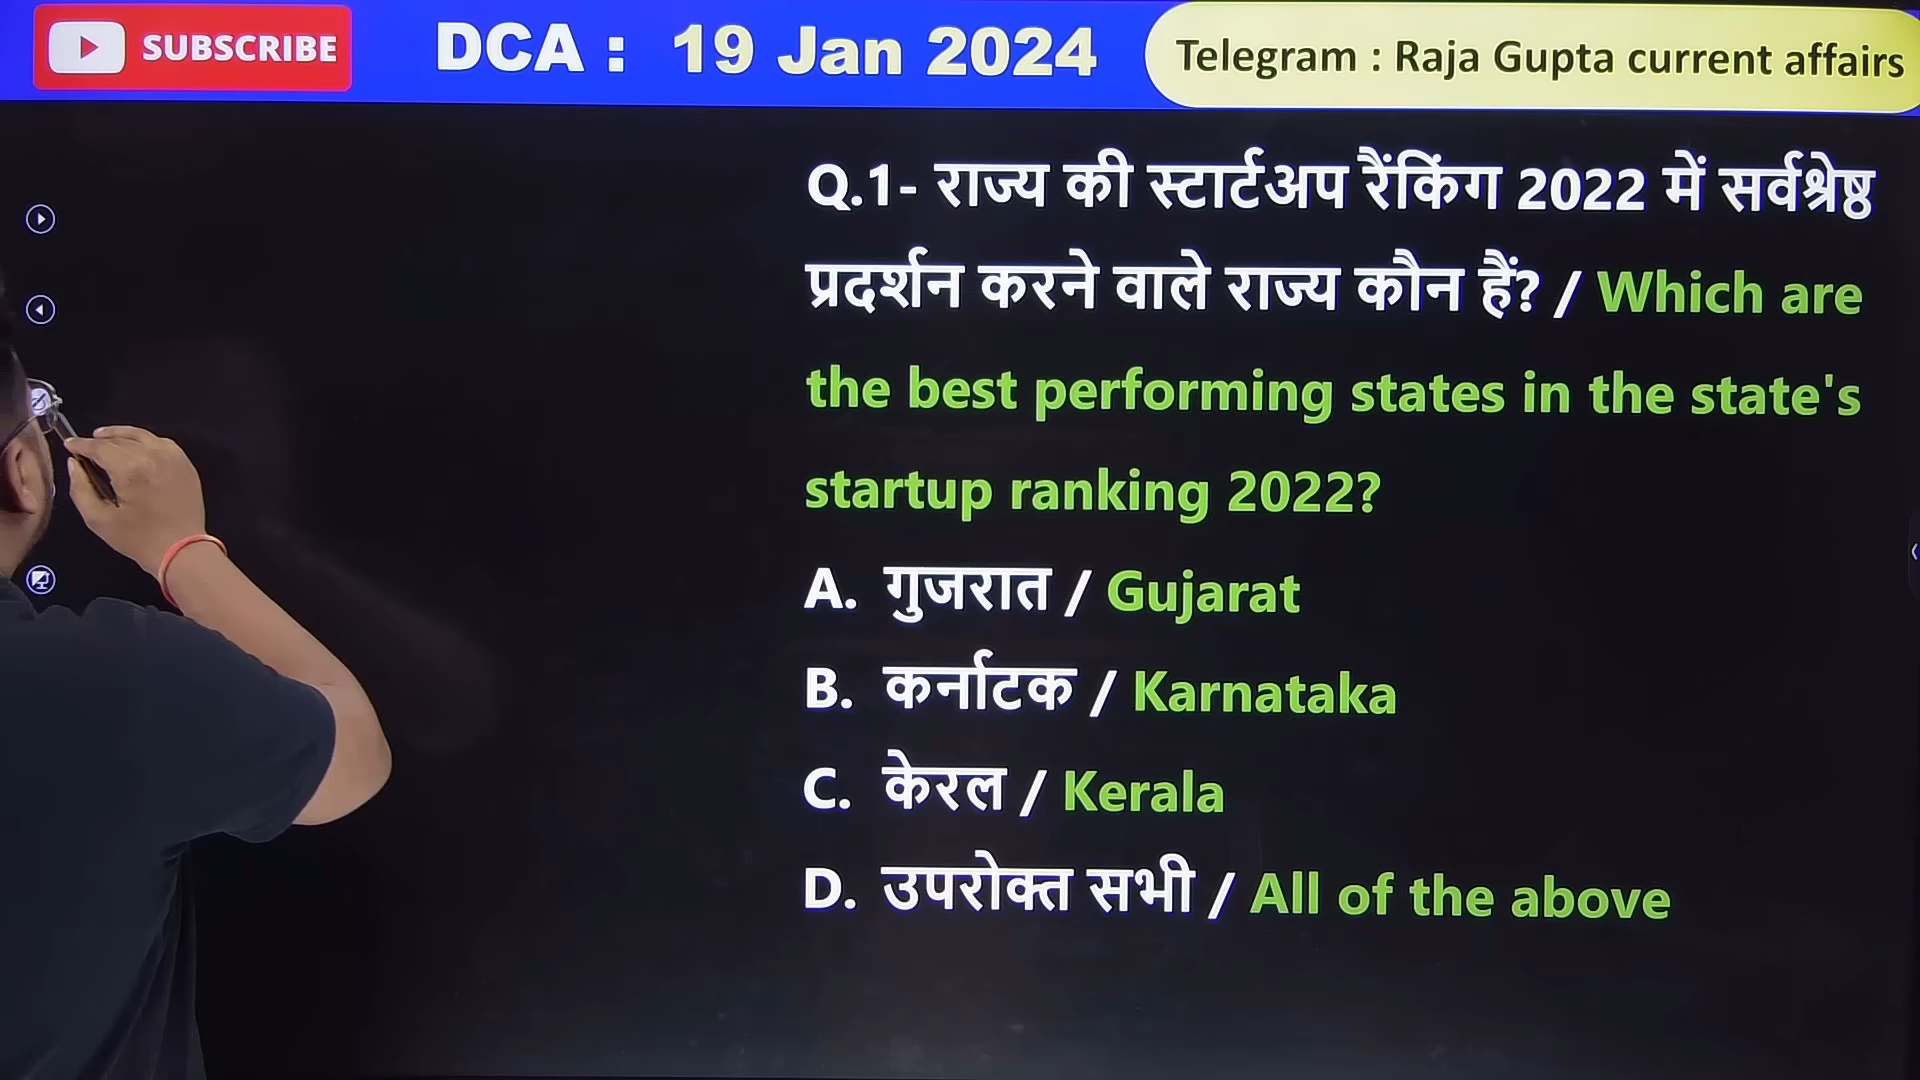 SUBSCRIBE
DCA : 19 Jan 2024
Telegram : Raja Gupta current affairs
Q.1- राज्य की स्टार्टअप रैंकिंग 2022 में सर्वश्रेष्ठ
प्रदर्शन करने वाले राज्य कौन हैं? / Which are
the best performing states in the state's
startup ranking 2022?
A. गुजरात / Gujarat
B. कर्नाटक / Karnataka
C. केरल / Kerala
D. उपरोक्त सभी / All of the above